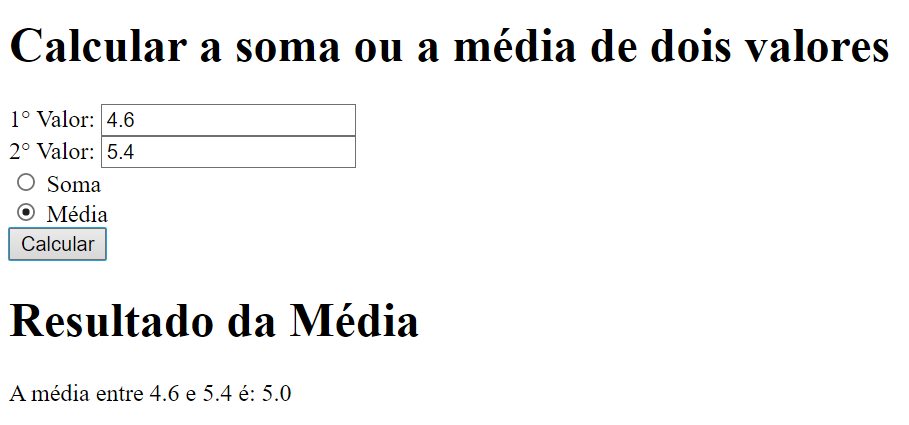 Calcular a soma ou a média de dois valores
1° Valor: 4.6
2° Valor: 5.4
Soma
Média
Calcular
Resultado da Média
A média entre 4.6 e 5.4 é: 5.0